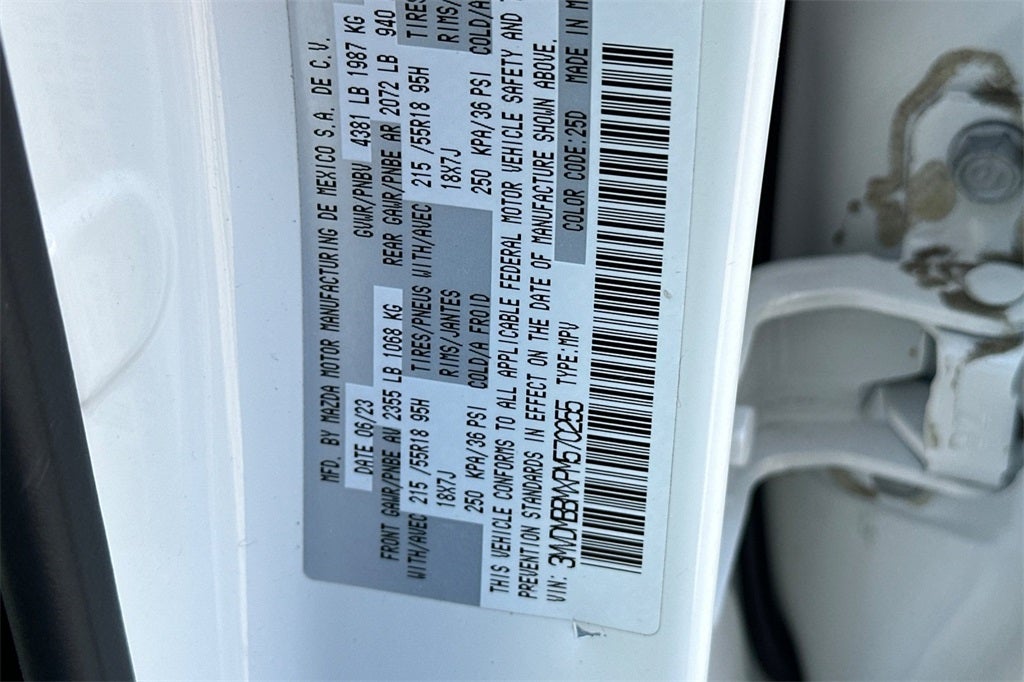 MFD. BY MAZDA MOTOR MANUFACTURING DE MEXICO S.A. DE C.V.
DATE 06/23 GVWR/PNBV 4381 LB 1987 KG
FRONT GAWR/PNBE AV 2355 LB 1068 KG REAR GAWR/PNBE AR 2072 LB 940
WITH/AVEC 215 /55R18 95H TIRES/PNEUS WITH/AVEC 215 /55R18 95H TIRES
18X7J RIMS/JANTES 18X7J RIMS/
250 KPA/36 PSI COLD/A FROID 250 KPA/36 PSI COLD/A
THIS VEHICLE CONFORMS TO ALL APPLICABLE FEDERAL MOTOR VEHICLE SAFETY AND
PREVENTION STANDARDS IN EFFECT ON THE DATE OF MANUFACTURE SHOWN ABOVE.
VIN: TYPE:MPV COLOR CODE:25D MADE IN M